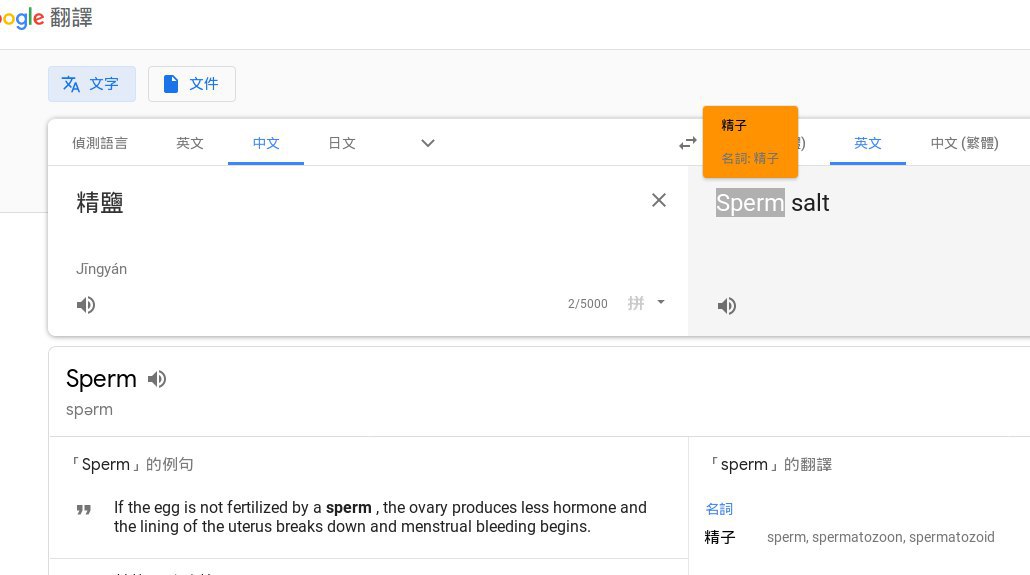 oogle 翻譯
文字 文件
偵測語言 英文 中文 日文
精子
名詞: 精子
體) 英文 中文 (繁體)
精鹽
Sperm salt
Jīngyán
2/5000 拼
Sperm
spərm
「Sperm」的例句
「sperm」的翻譯
If the egg is not fertilized by a sperm , the ovary produces less hormone and
the lining of the uterus breaks down and menstrual bleeding begins.
名詞
精子 sperm, spermatozoon, spermatozoid